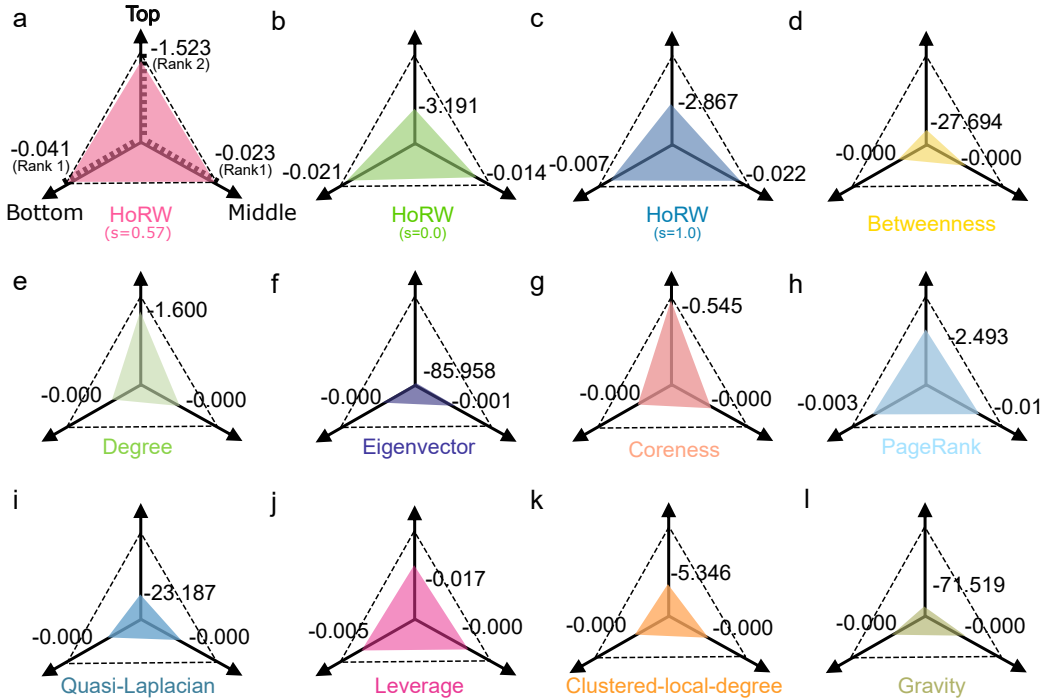 a
Top
-1.523
(Rank 2)
-0.041
(Rank 1)
-0.023
(Rank1)
Bottom
Middle
HoRW
(s=0.57)
b
-3.191
-0.021
-0.014
HoRW
(s=0.0)
c
-2.867
-0.007
-0.022
HoRW
(s=1.0)
d
-27.694
-0.000
-0.000
Betweenness
e
-1.600
-0.000
-0.000
Degree
f
-85.958
-0.000
-0.001
Eigenvector
g
-0.545
-0.000
-0.000
Coreness
h
-2.493
-0.003
-0.01
PageRank
i
-23.187
-0.000
-0.000
Quasi-Laplacian
j
-0.017
-0.005
-0.000
Leverage
k
-5.346
-0.000
-0.000
Clustered-local-degree
l
-71.519
-0.000
-0.000
Gravity